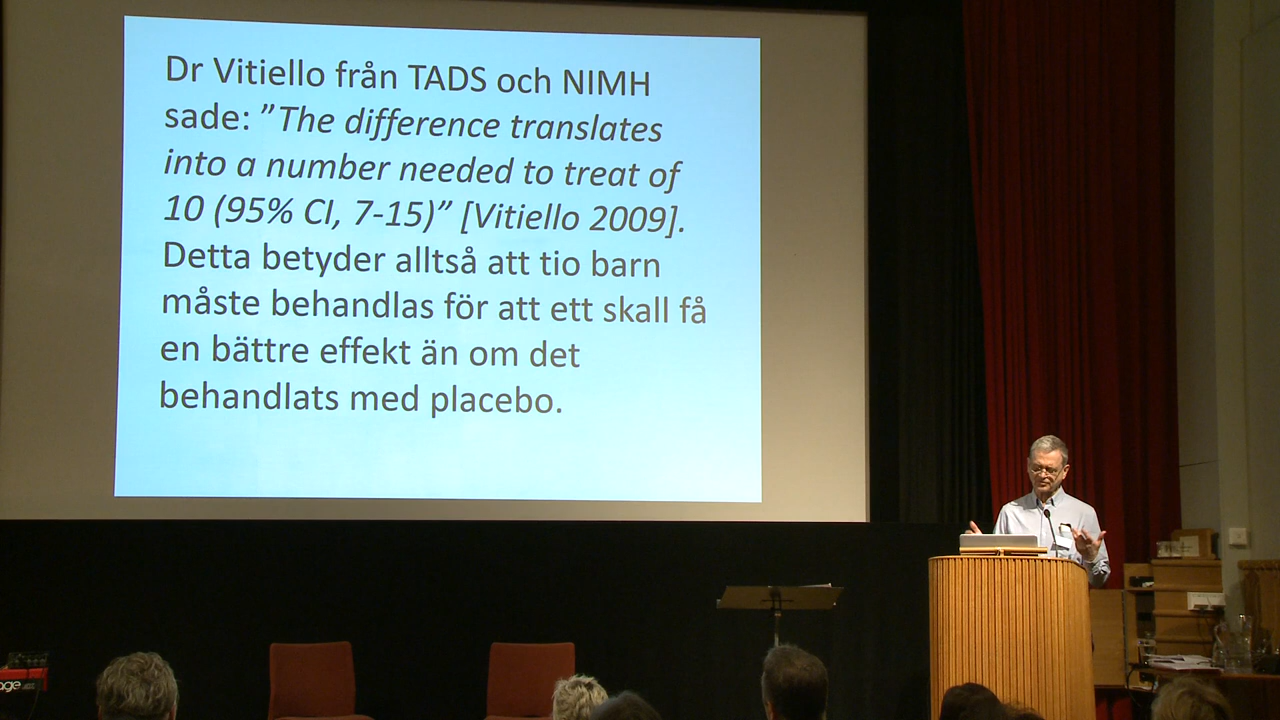 Dr Vitiello från TADS och NIMH
sade: ”The difference translates
into a number needed to treat of
10 (95% CI, 7-15)” [Vitiello 2009].
Detta betyder alltså att tio barn
måste behandlas för att ett skall få
en bättre effekt än om det
behandlats med placebo.
age